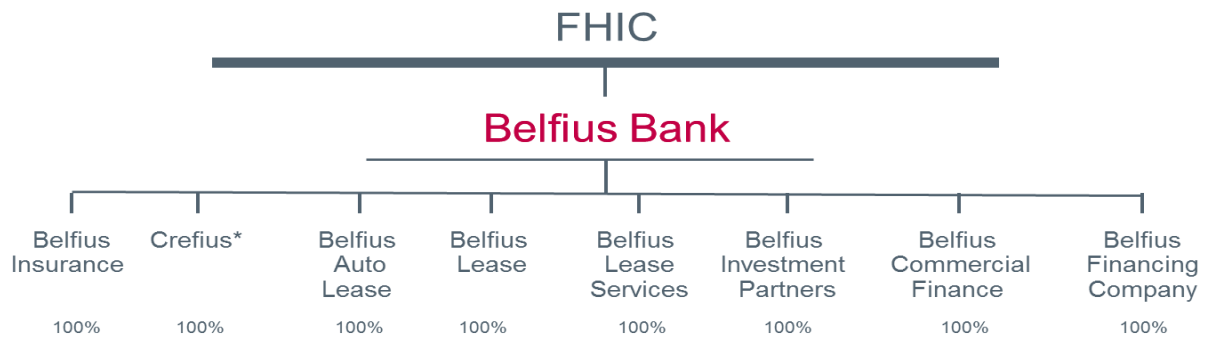 FHIC
Belfius Bank
Belfius Insurance
Crefius*
Belfius Auto Lease
Belfius Lease
Belfius Lease Services
Belfius Investment Partners
Belfius Commercial Finance
Belfius Financing Company
100%
100%
100%
100%
100%
100%
100%
100%